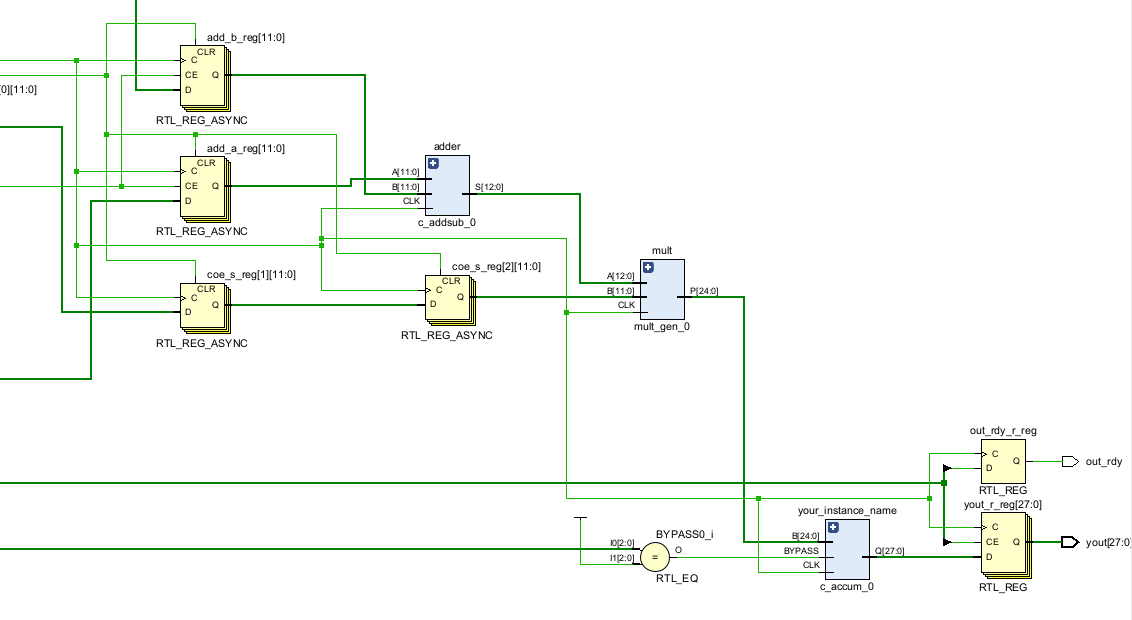 add_b_reg[11:0]
CLR
C
CE
Q
D
[0][11:0]
RTL_REG_ASYNC
add_a_reg[11:0]
CLR
C
CE
Q
D
RTL_REG_ASYNC
adder
A[11:0]
B[11:0]
S[12:0]
CLK
c_addsub_0
coe_s_reg[1][11:0]
CLR
C
Q
D
RTL_REG_ASYNC
coe_s_reg[2][11:0]
CLR
C
Q
D
RTL_REG_ASYNC
mult
A[12:0]
B[11:0]
P[24:0]
CLK
mult_gen_0
out_rdy_r_reg
C
Q
D
out_rdy
RTL_REG
yout_r_reg[27:0]
C
CE
Q
D
yout[27:0
RTL_REG
your_instance_name
B[24:0]
BYPASS
Q[27:0]
CLK
c_accum_0
BYPASS0_i
I0[2:0]
I1[2:0]
=
O
RTL_EQ